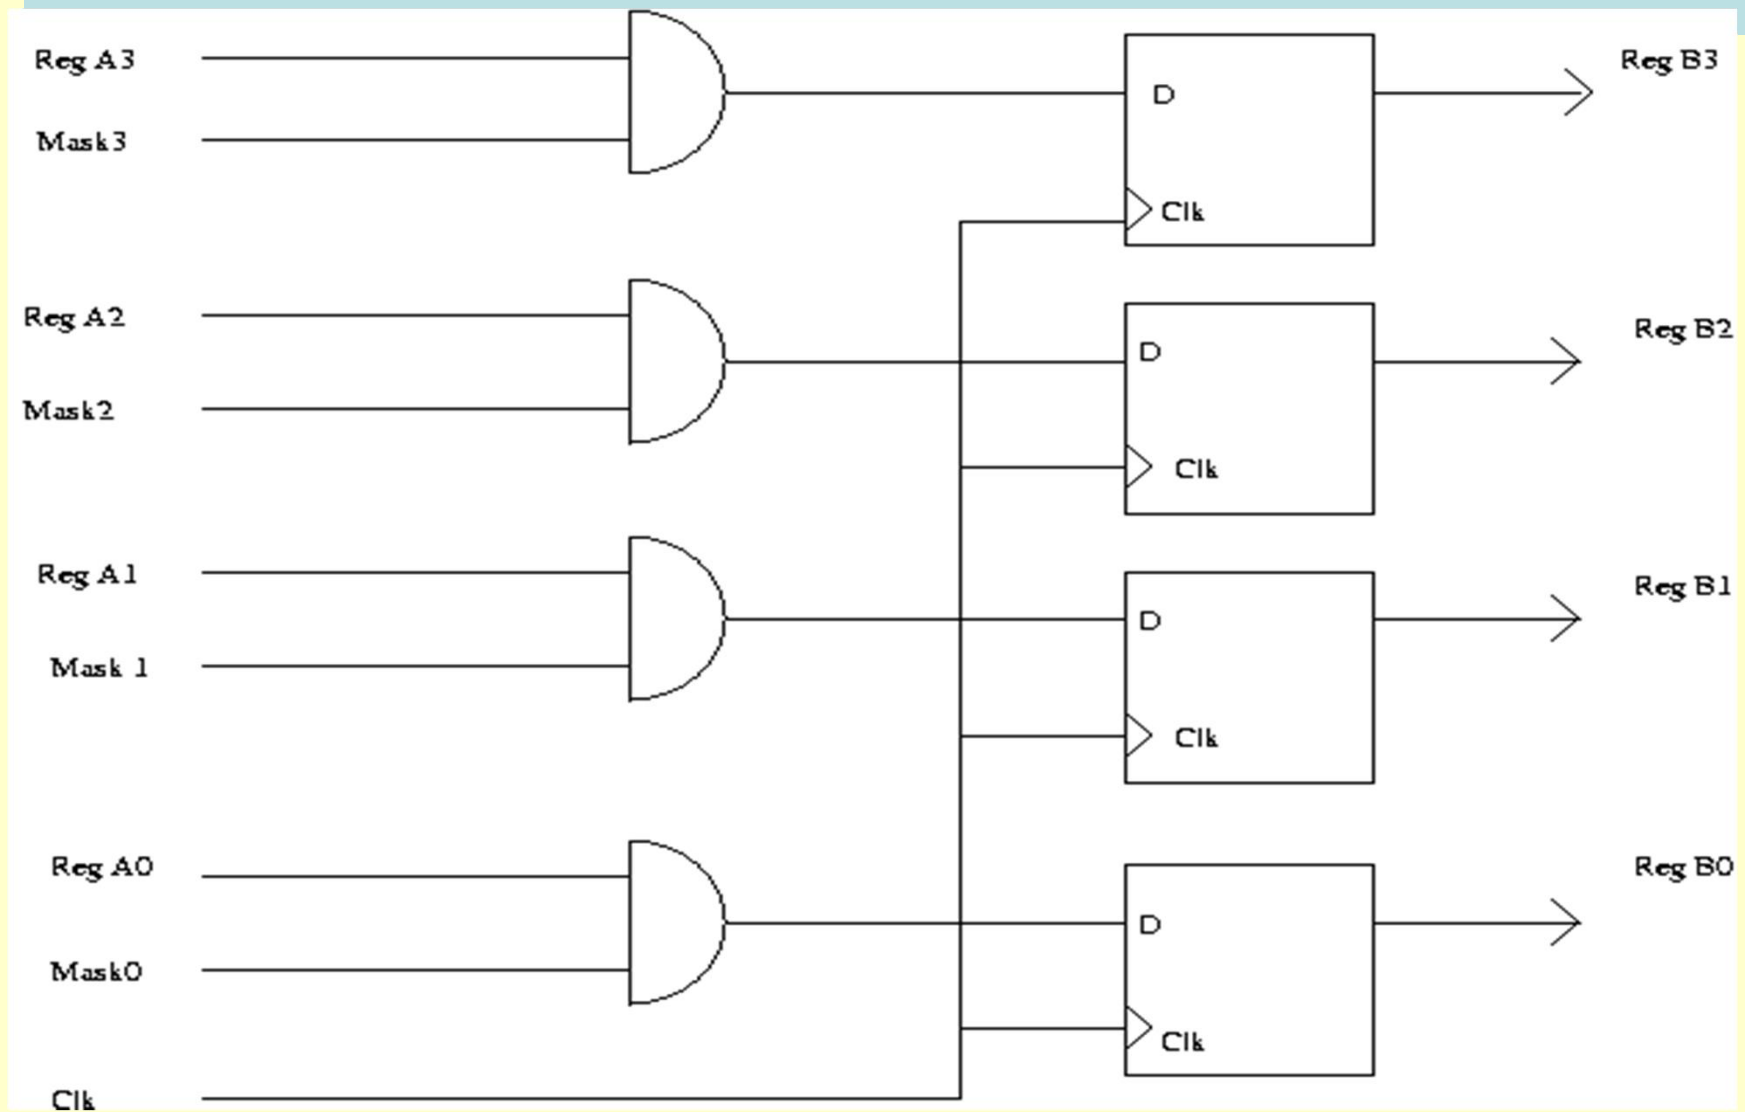 Reg A3
Reg B3
D
Mask3
Clk
Reg A2
Reg B2
D
Mask2
Clk
Reg A1
Reg B1
D
Mask 1
Clk
Reg A0
Reg B0
D
Mask0
Clk
Clk